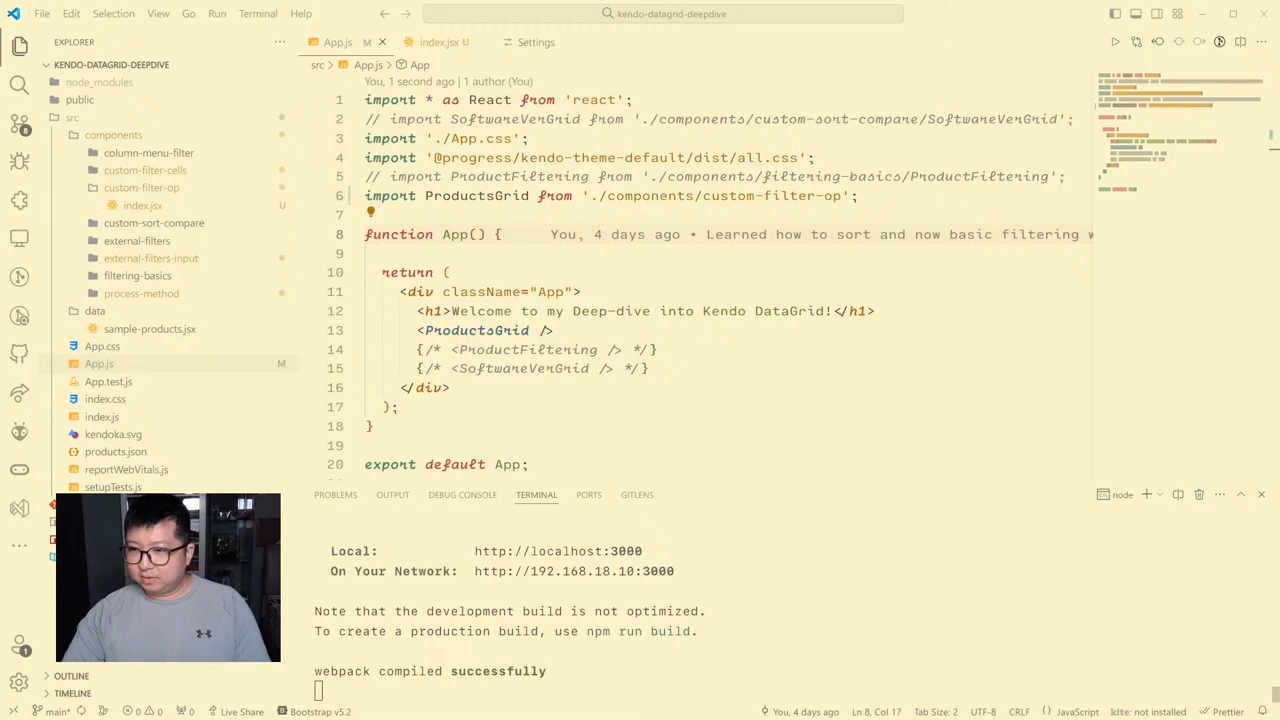 File Edit Selection View Go Run Terminal Help
kendo-datagrid-deepdive
EXPLORER
KENDO-DATAGRID-DEEPDIVE
node_modules
public
src
components
column-menu-filter
custom-filter-cells
custom-filter-op
index.jsx U
custom-sort-compare
external-filters
external-filters-input
filtering-basics
process-method
data
sample-products.jsx
App.css
App.js M
App.test.js
index.css
index.js
kendoka.svg
products.json
reportWebVitals.js
setupTests.js
OUTLINE
TIMELINE
8
1
App.js M
index.jsx U
Settings
src > App.js > App
You, 1 second ago | 1 author (You)
1 import * as React from 'react';
2 // import SoftwareVerGrid from './components/custom-sort-compare/SoftwareVerGrid';
3 import './App.css';
4 import '@progress/kendo-theme-default/dist/all.css';
5 // import ProductFiltering from './components/filtering-basics/ProductFiltering';
6 import ProductsGrid from './components/custom-filter-op';
7
8 function App() { You, 4 days ago • Learned how to sort and now basic filtering w
9
10 return (
11 <div className="App">
12 <h1>Welcome to my Deep-dive into Kendo DataGrid!</h1>
13 <ProductsGrid />
14 {/* <ProductFiltering /> */}
15 {/* <SoftwareVerGrid /> */}
16 </div>
17 );
18 }
19
20 export default App;
PROBLEMS OUTPUT DEBUG CONSOLE TERMINAL PORTS GITLENS
node
Local: http://localhost:3000
On Your Network: http://192.168.18.10:3000
Note that the development build is not optimized.
To create a production build, use npm run build.
webpack compiled successfully
main* 0 0 0 Live Share Bootstrap v5.2
You, 4 days ago Ln 8, Col 17 Tab Size: 2 UTF-8 CRLF {} JavaScript kite: not installed Prettier